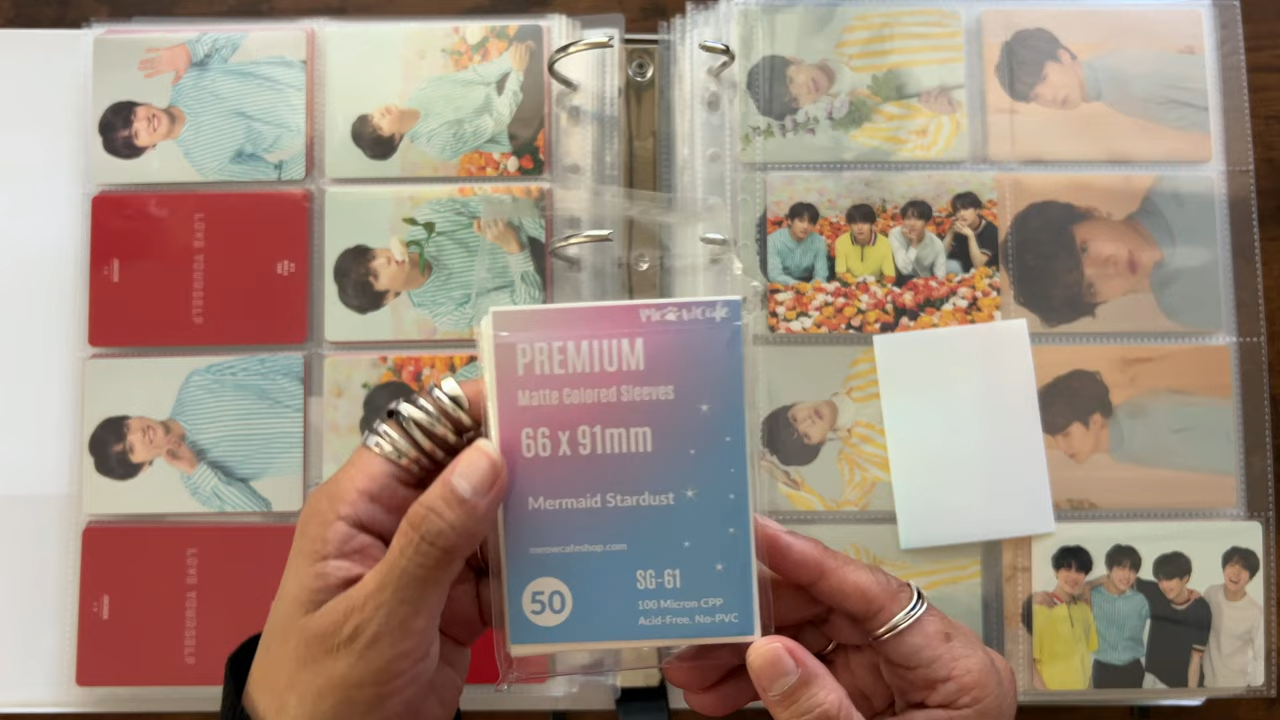 MeowCafe
PREMIUM
Matte Colored Sleeves
66 x 91mm
Mermaid Stardust
meowcafeshop.com
50
SG-61
100 Micron CPP
Acid-Free, No-PVC
LOVE YOURSELF
LOVE YOURSELF